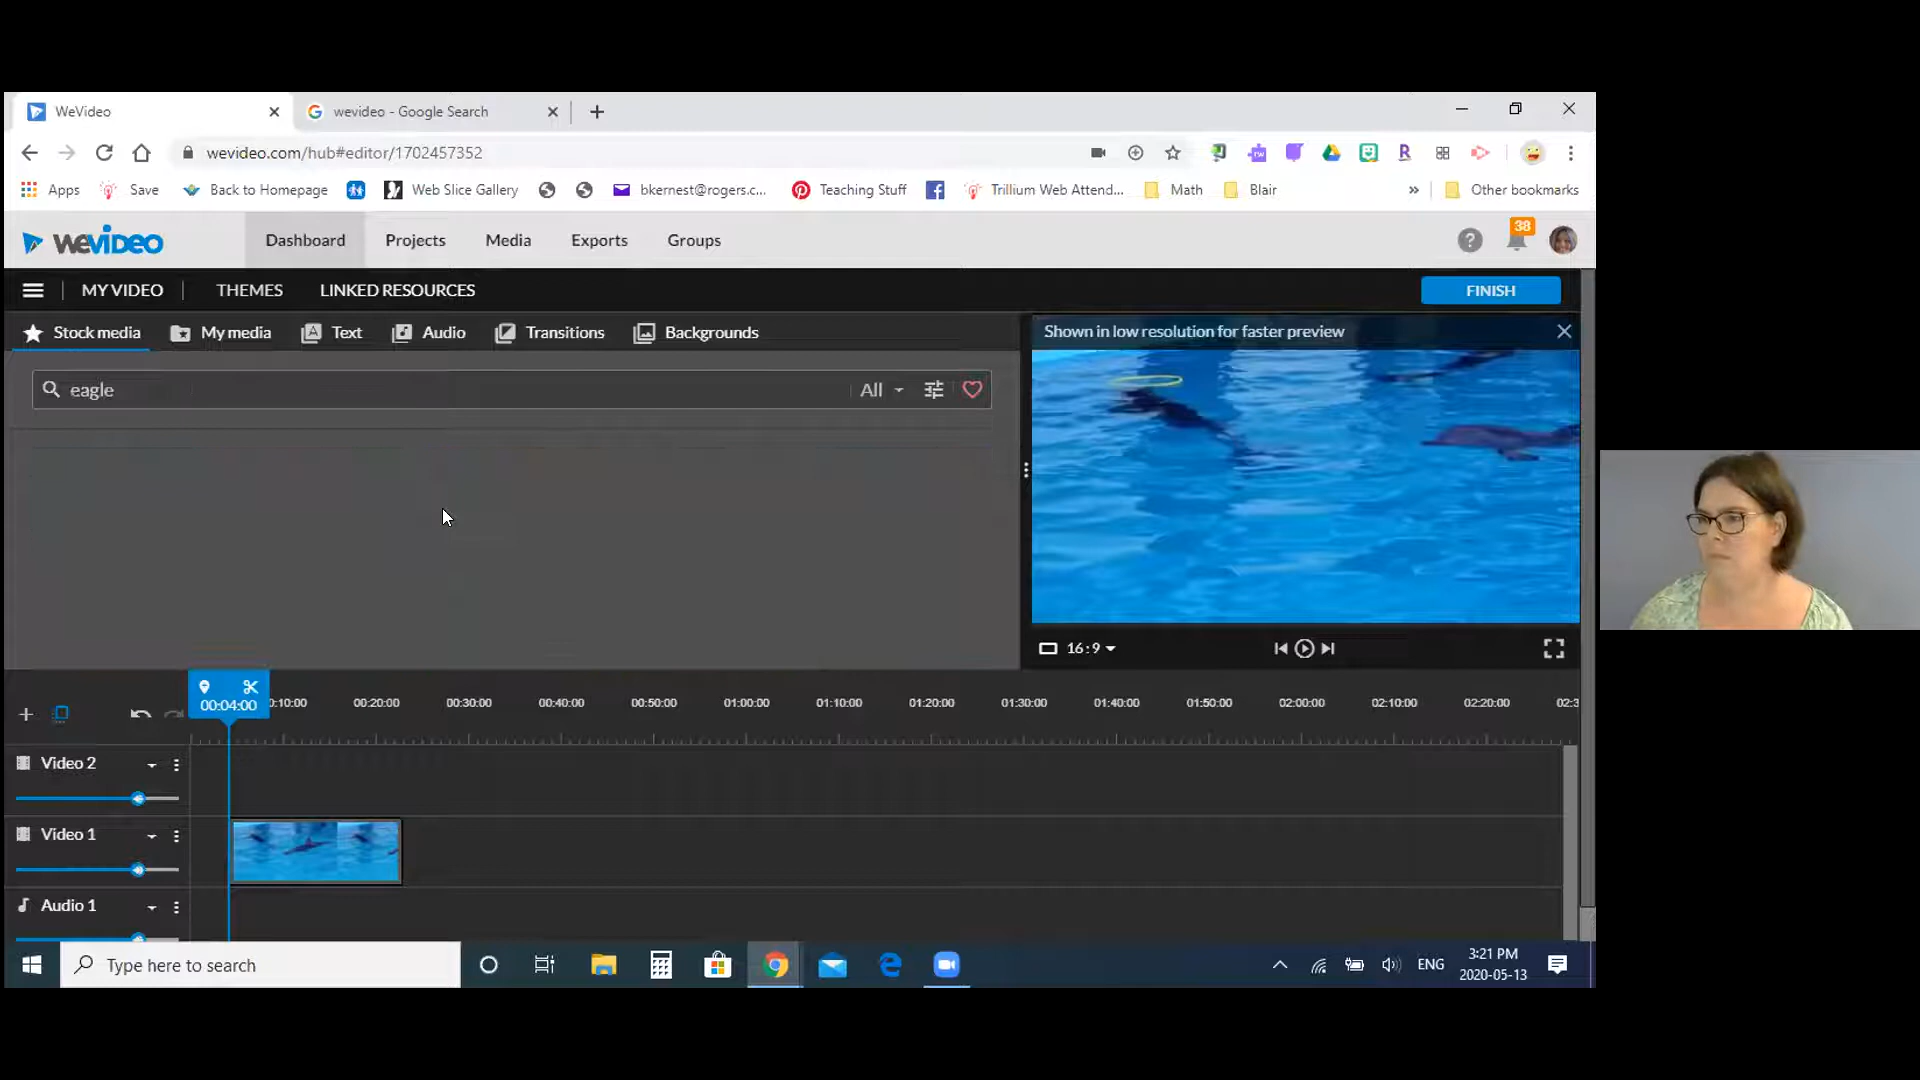 WeVideo
wevideo - Google Search
wevideo.com/hub#editor/1702457352
Apps
Save
Back to Homepage
Web Slice Gallery
bkernest@rogers.c...
Teaching Stuff
Trillium Web Attend...
Math
Blair
»
Other bookmarks
WEVIDEO
Dashboard
Projects
Media
Exports
Groups
38
MY VIDEO
THEMES
LINKED RESOURCES
FINISH
Stock media
My media
Text
Audio
Transitions
Backgrounds
Shown in low resolution for faster preview
eagle
All
16:9
00:04:00
0:10:00
00:20:00
00:30:00
00:40:00
00:50:00
01:00:00
01:10:00
01:20:00
01:30:00
01:40:00
01:50:00
02:00:00
02:10:00
02:20:00
02:3
Video 2
Video 1
Audio 1
Type here to search
ENG
3:21 PM
2020-05-13